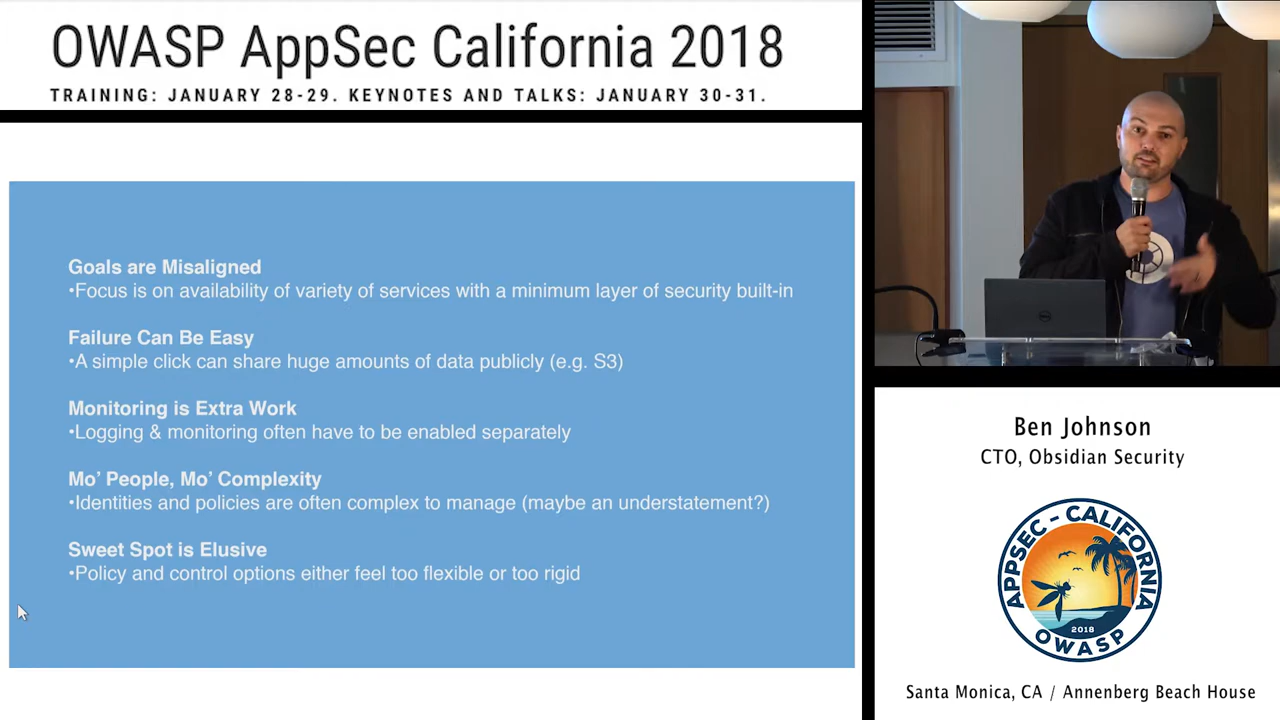 OWASP AppSec California 2018
TRAINING: JANUARY 28-29. KEYNOTES AND TALKS: JANUARY 30-31.
Goals are Misaligned
•Focus is on availability of variety of services with a minimum layer of security built-in
Failure Can Be Easy
•A simple click can share huge amounts of data publicly (e.g. S3)
Monitoring is Extra Work
•Logging & monitoring often have to be enabled separately
Mo' People, Mo' Complexity
•Identities and policies are often complex to manage (maybe an understatement?)
Sweet Spot is Elusive
•Policy and control options either feel too flexible or too rigid
DELL
Ben Johnson
CTO, Obsidian Security
APPSEC - CALIFORNIA
2018
OWASP
Santa Monica, CA / Annenberg Beach House